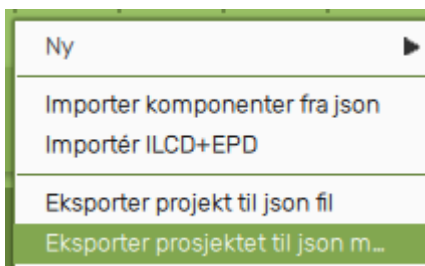 Ny
Importer komponenter fra json
Importér ILCD+EPD
Eksporter projekt til json fil
Eksporter prosjektet til json m...